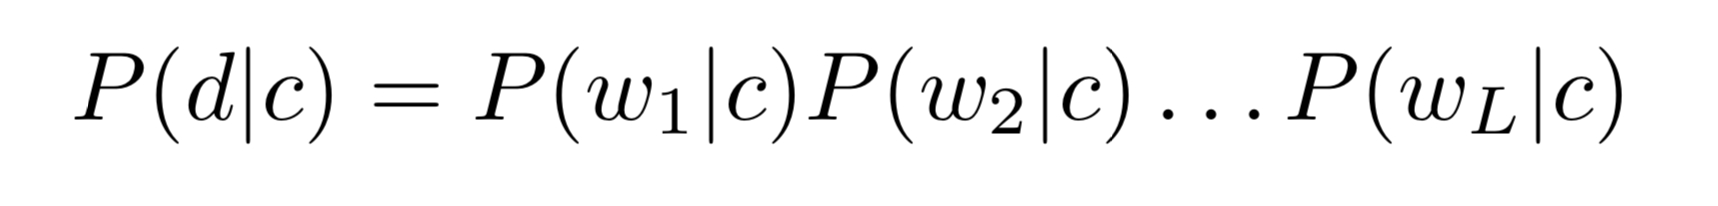 P(d|c) = P(w₁|c)P(w₂|c) . . . P(w_L|c)